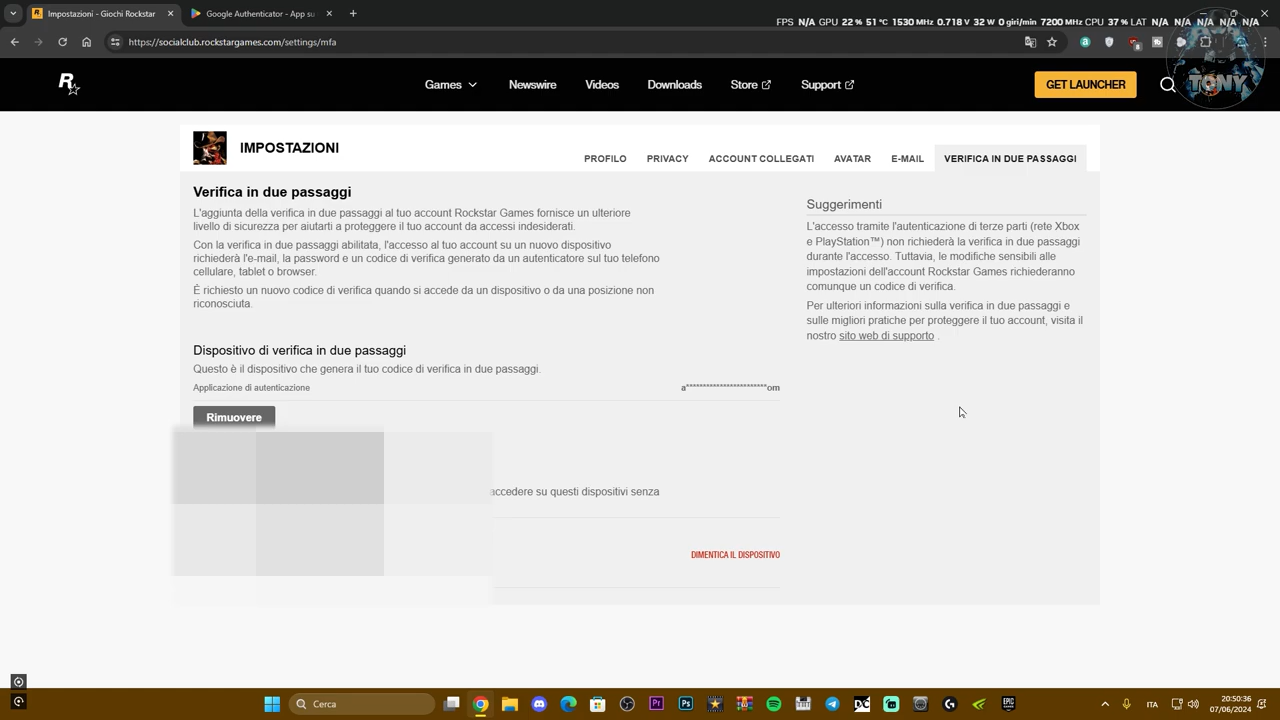 Impostazioni - Giochi Rockstar
Google Authenticator - App su
FPS N/A GPU 22 % 51 °C 1530 MHz 0.718 V 32 W 0 giri/min 7200 MHz CPU 37 % LAT N/A N/A N/A N/A N/A
https://socialclub.rockstargames.com/settings/mfa
TONY
Games
Newswire
Videos
Downloads
Store
Support
GET LAUNCHER
IMPOSTAZIONI
PROFILO
PRIVACY
ACCOUNT COLLEGATI
AVATAR
E-MAIL
VERIFICA IN DUE PASSAGGI
Verifica in due passaggi
L'aggiunta della verifica in due passaggi al tuo account Rockstar Games fornisce un ulteriore
livello di sicurezza per aiutarti a proteggere il tuo account da accessi indesiderati.
Con la verifica in due passaggi abilitata, l'accesso al tuo account su un nuovo dispositivo
richiederà l'e-mail, la password e un codice di verifica generato da un autenticatore sul tuo telefono
cellulare, tablet o browser.
È richiesto un nuovo codice di verifica quando si accede da un dispositivo o da una posizione non
riconosciuta.
Dispositivo di verifica in due passaggi
Questo è il dispositivo che genera il tuo codice di verifica in due passaggi.
Applicazione di autenticazione
a************************om
Rimuovere
accedere su questi dispositivi senza
DIMENTICA IL DISPOSITIVO
Suggerimenti
L'accesso tramite l'autenticazione di terze parti (rete Xbox
e PlayStation™) non richiederà la verifica in due passaggi
durante l'accesso. Tuttavia, le modifiche sensibili alle
impostazioni dell'account Rockstar Games richiederanno
comunque un codice di verifica.
Per ulteriori informazioni sulla verifica in due passaggi e
sulle migliori pratiche per proteggere il tuo account, visita il
nostro sito web di supporto .
Cerca
ITA
20:50:36
07/06/2024